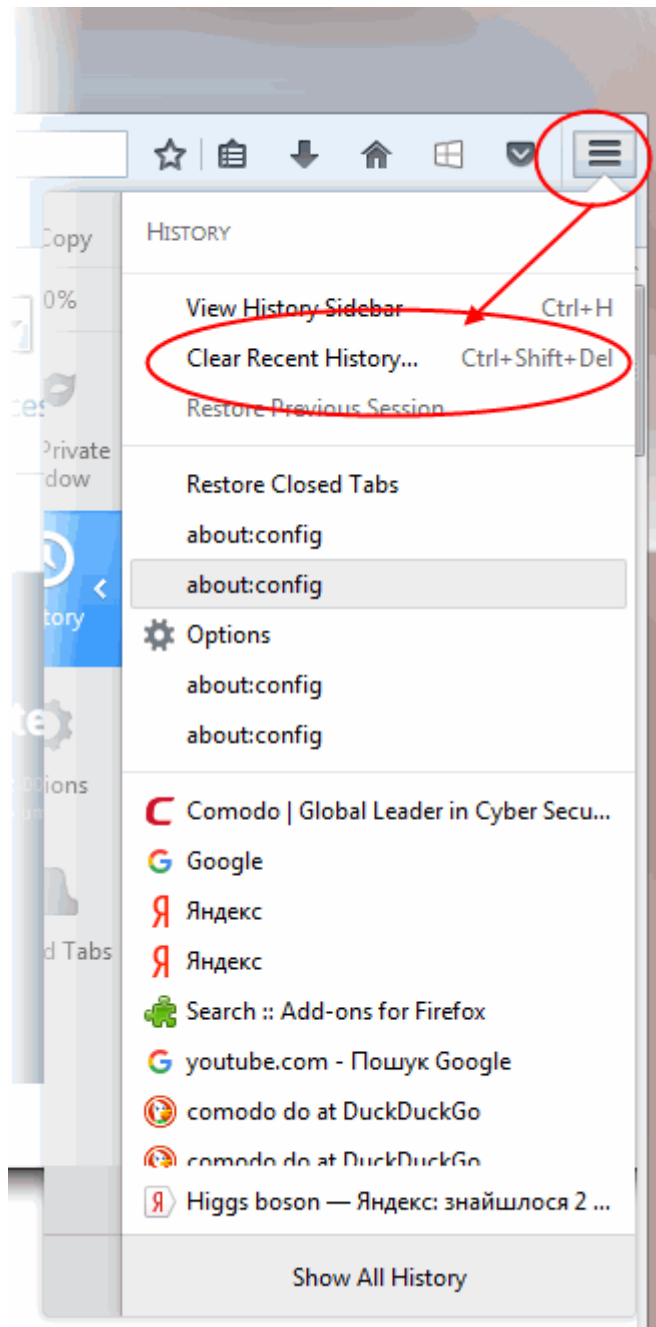 HISTORY
View History Sidebar Ctrl+H
Clear Recent History... Ctrl+Shift+Del
Restore Previous Session
Restore Closed Tabs
about:config
about:config
Options
about:config
about:config
Comodo | Global Leader in Cyber Secu...
Google
Яндекс
Яндекс
Search :: Add-ons for Firefox
youtube.com - Пошук Google
comodo do at DuckDuckGo
comodo do at DuckDuckGo
Higgs boson — Яндекс: знайшлося 2 ...
Show All History
Copy
0%
Private
dow
tory
ions
d Tabs